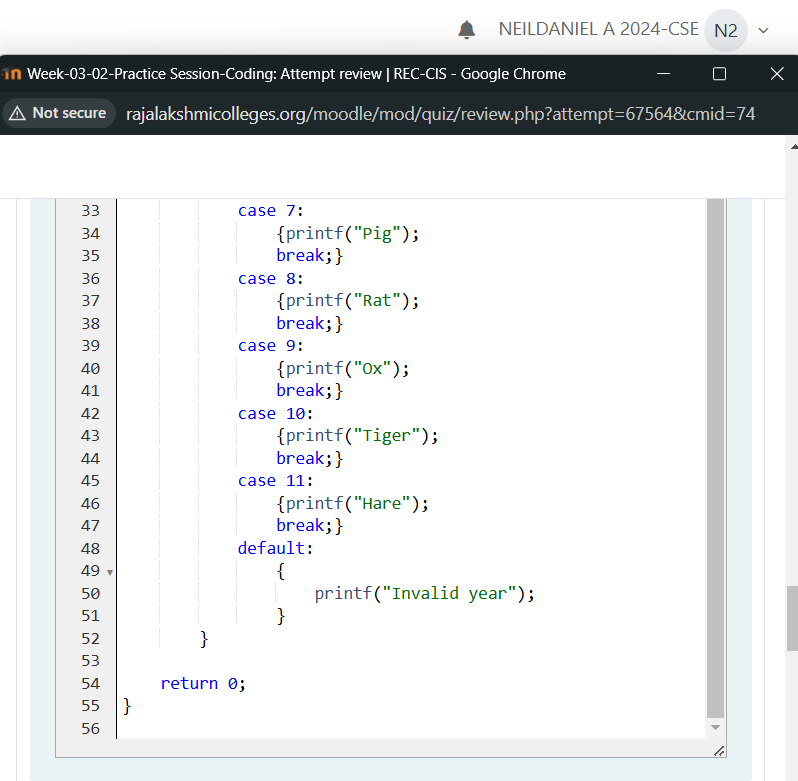 NEILDANIEL A 2024-CSE N2
Week-03-02-Practice Session-Coding: Attempt review | REC-CIS - Google Chrome
Not secure rajalakshmicolleges.org/moodle/mod/quiz/review.php?attempt=67564&cmid=74
33 case 7:
34 {printf("Pig");
35 break;}
36 case 8:
37 {printf("Rat");
38 break;}
39 case 9:
40 {printf("Ox");
41 break;}
42 case 10:
43 {printf("Tiger");
44 break;}
45 case 11:
46 {printf("Hare");
47 break;}
48 default:
49 {
50 printf("Invalid year");
51 }
52 }
53
54 return 0;
55 }
56